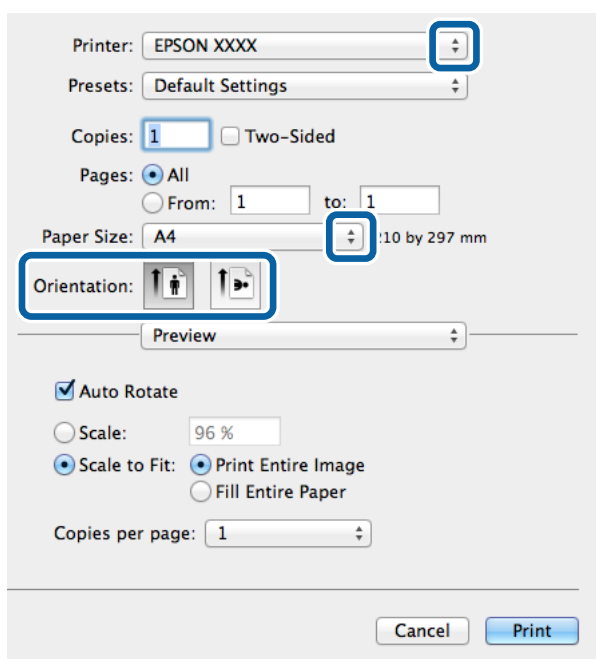 Printer: EPSON XXXX
Presets: Default Settings
Copies: 1 Two-Sided
Pages: All
From: 1 to: 1
Paper Size: A4 10 by 297 mm
Orientation:
Preview
Auto Rotate
Scale: 96 %
Scale to Fit: Print Entire Image
Fill Entire Paper
Copies per page: 1
Cancel Print